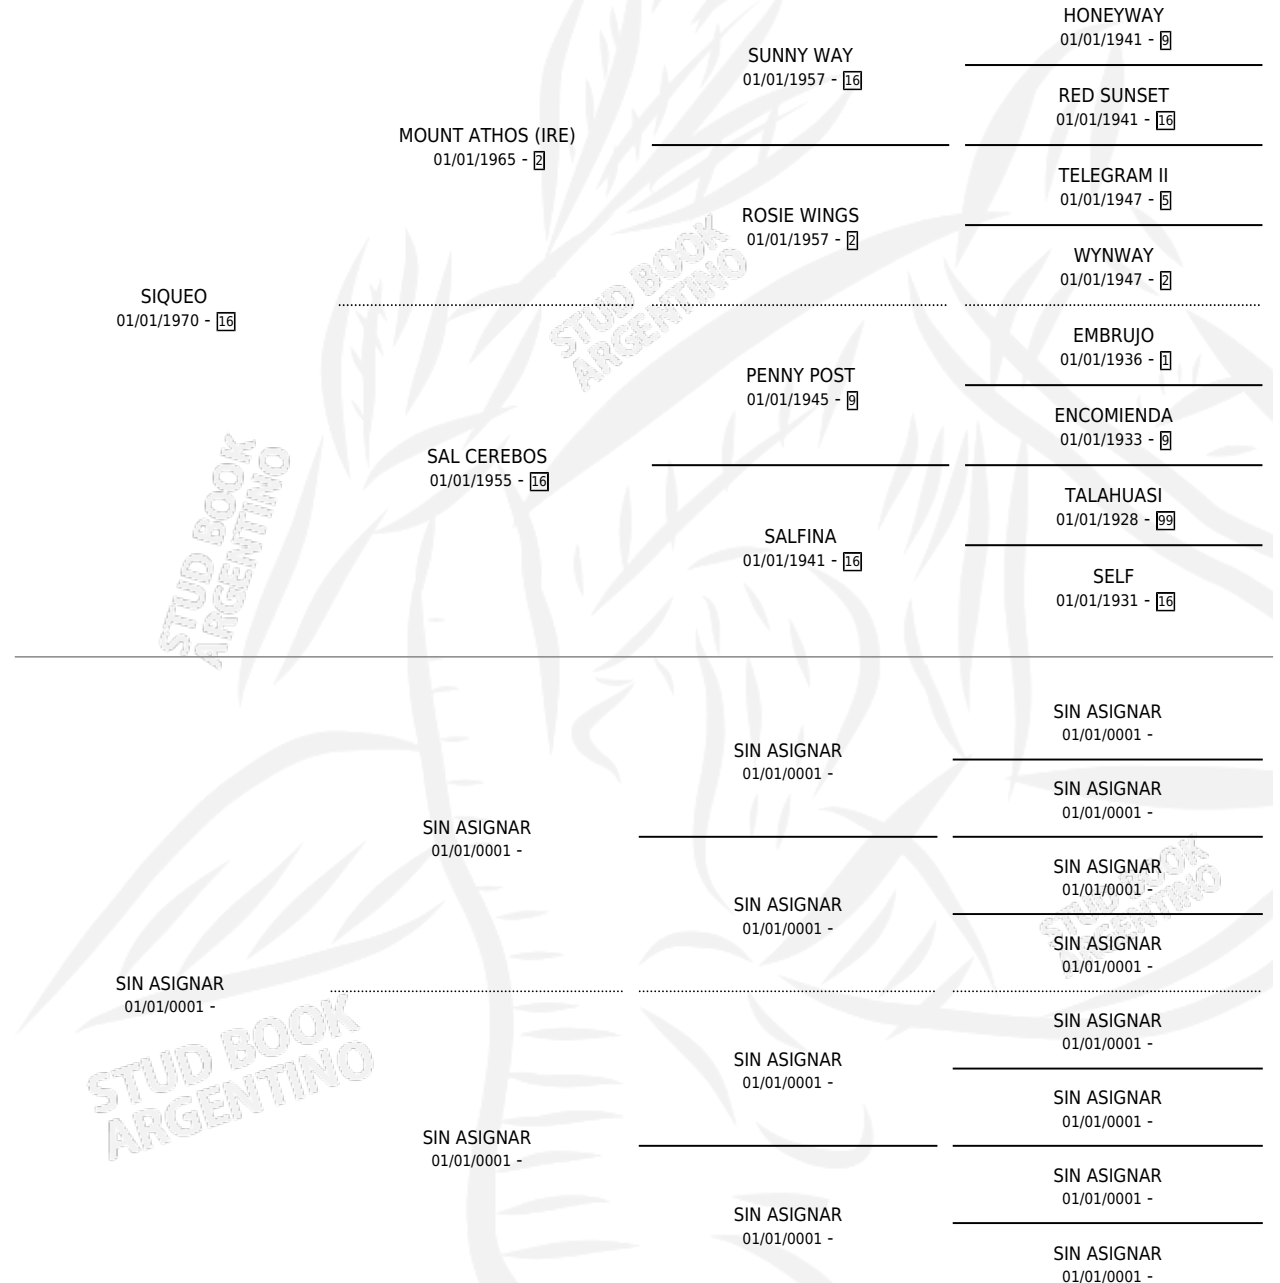 HONEYWAY
01/01/1941 - 9
SUNNY WAY
01/01/1957 - 16
RED SUNSET
01/01/1941 - 16
MOUNT ATHOS (IRE)
01/01/1965 - 2
TELEGRAM II
01/01/1947 - 5
ROSIE WINGS
01/01/1957 - 2
WYNWAY
01/01/1947 - 2
SIQUEO
01/01/1970 - 16
EMBRUJO
01/01/1936 - 1
PENNY POST
01/01/1945 - 9
ENCOMIENDA
01/01/1933 - 9
SAL CEREBOS
01/01/1955 - 16
TALAHUASI
01/01/1928 - 99
SALFINA
01/01/1941 - 16
SELF
01/01/1931 - 16
STUD BOOK
ARGENTINO
STUD BOOK
ARGENTINO
SIN ASIGNAR
01/01/0001 -
SIN ASIGNAR
01/01/0001 -
SIN ASIGNAR
01/01/0001 -
SIN ASIGNAR
01/01/0001 -
SIN ASIGNAR
01/01/0001 -
SIN ASIGNAR
01/01/0001 -
SIN ASIGNAR
01/01/0001 -
SIN ASIGNAR
01/01/0001 -
SIN ASIGNAR
01/01/0001 -
SIN ASIGNAR
01/01/0001 -
SIN ASIGNAR
01/01/0001 -
SIN ASIGNAR
01/01/0001 -
SIN ASIGNAR
01/01/0001 -
SIN ASIGNAR
01/01/0001 -
SIN ASIGNAR
01/01/0001 -
STUD BOOK
ARGENTINO
STUD BOOK
ARGENTINO